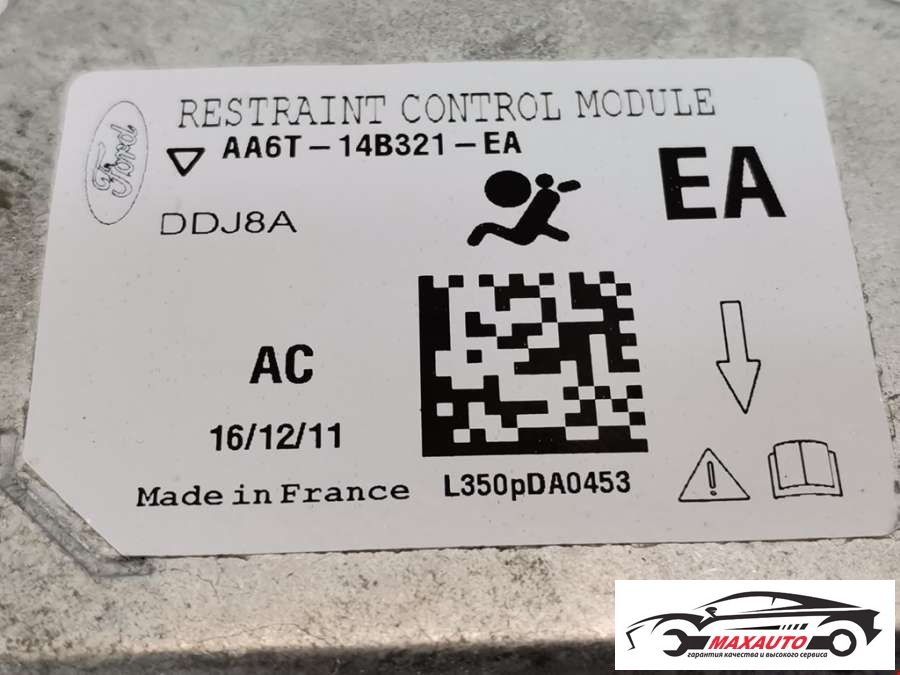 RESTRAINT CONTROL MODULE
Ford
AA6T-14B321-EA
EA
DDJ8A
AC
16/12/11
Made in France
L350pDA0453
MAXAUTO
гарантия качества и высокого сервиса